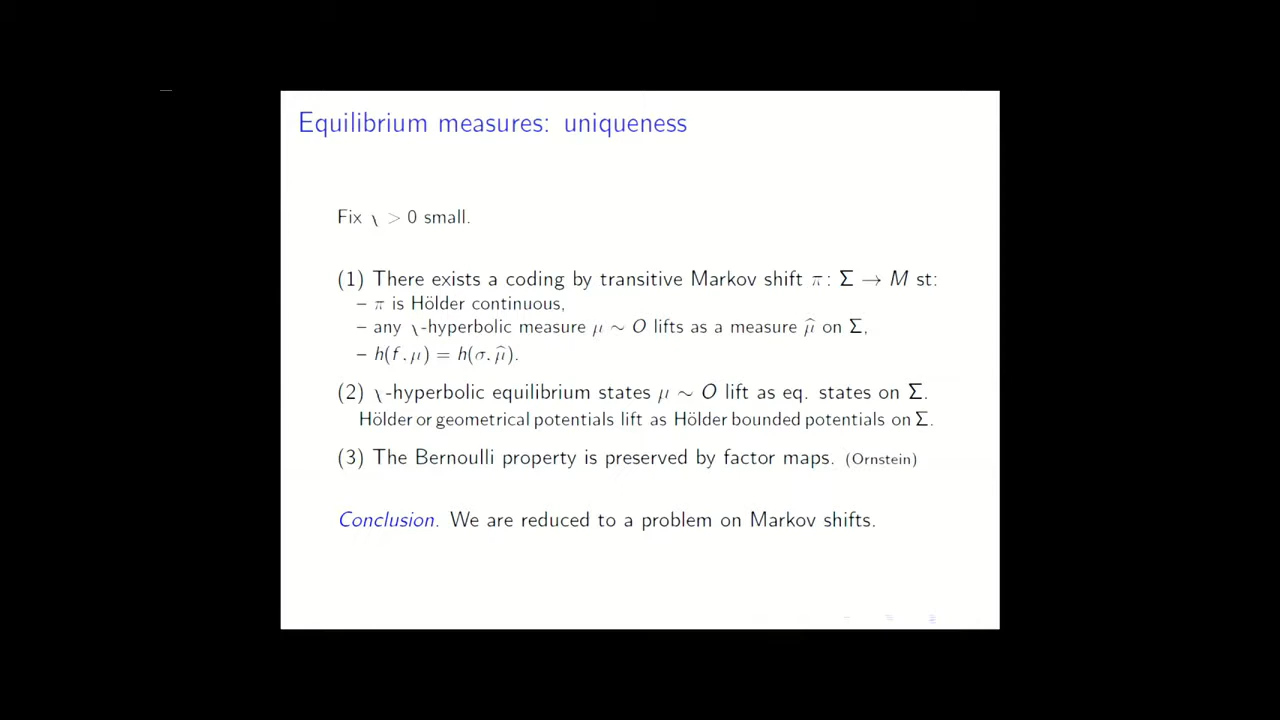 Equilibrium measures: uniqueness
Fix \ > 0 small.
(1) There exists a coding by transitive Markov shift π: Σ → M st:
– π is Hölder continuous,
– any \-hyperbolic measure μ ∼ O lifts as a measure μ̂ on Σ,
– h(f, μ) = h(σ, μ̂).
(2) \-hyperbolic equilibrium states μ ∼ O lift as eq. states on Σ.
Hölder or geometrical potentials lift as Hölder bounded potentials on Σ.
(3) The Bernoulli property is preserved by factor maps. (Ornstein)
Conclusion. We are reduced to a problem on Markov shifts.